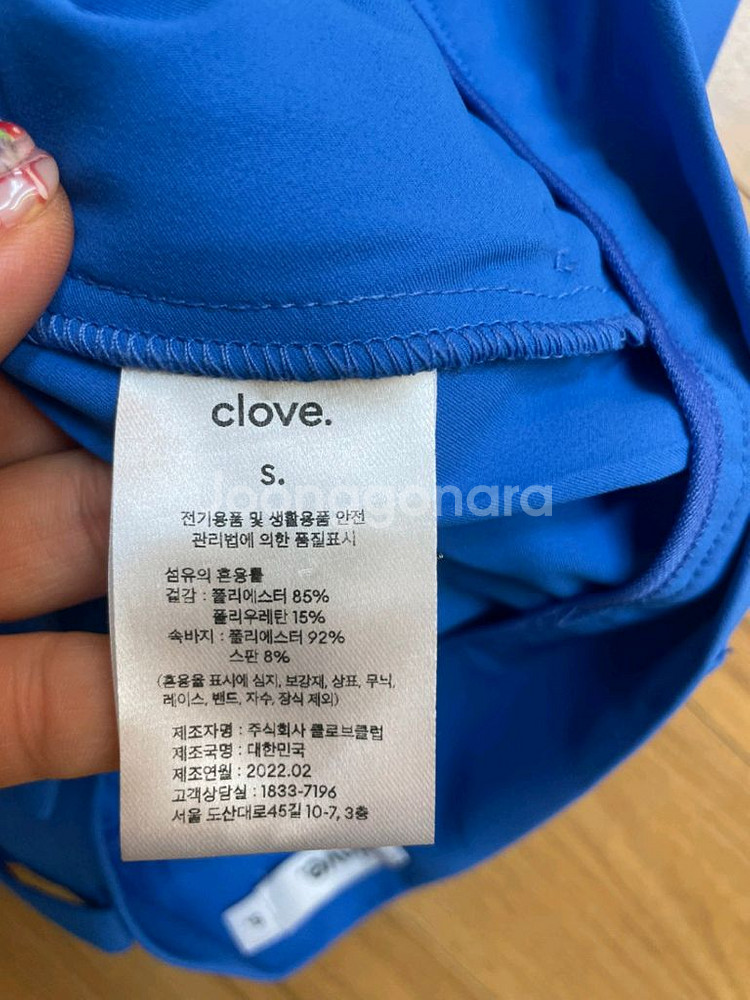 clove.
s.
Joonggonara
전기용품 및 생활용품 안전
관리법에 의한 품질표시
섬유의 혼용률
겉감 : 폴리에스터 85%
폴리우레탄 15%
속바지 : 폴리에스터 92%
스판 8%
(혼용율 표시에 심지, 보강재, 상표, 무늬,
레이스, 밴드, 자수, 장식 제외)
제조자명 : 주식회사 클로브클럽
제조국명 : 대한민국
제조연월 : 2022.02
고객상담실 : 1833-7196
서울 도산대로45길 10-7, 3층